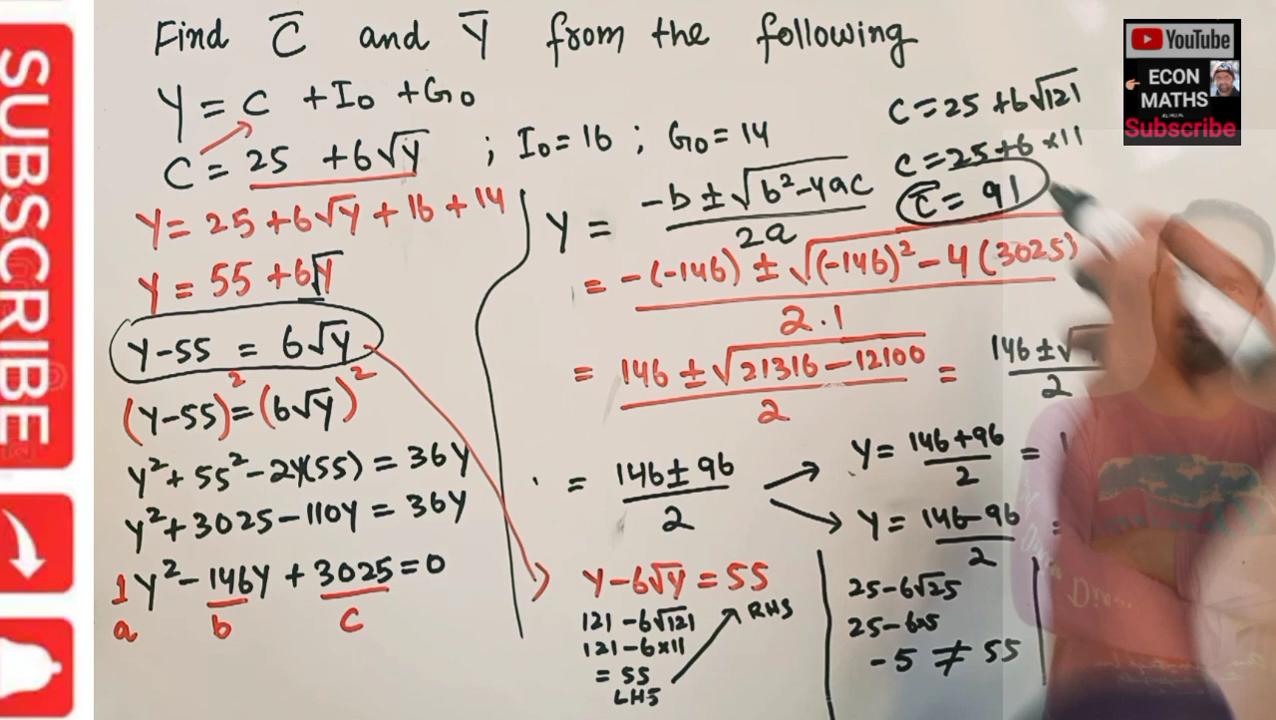 SUBSCRIBE
Find C̅ and Y̅ from the following
Y = C + I₀ + G₀
C = 25 + 6√Y ; I₀ = 16 ; G₀ = 14
Y = 25 + 6√Y + 16 + 14
Y = 55 + 6√Y
Y - 55 = 6√Y
(Y - 55)² = (6√Y)²
Y² + 55² - 2Y(55) = 36Y
Y² + 3025 - 110Y = 36Y
1Y² - 146Y + 3025 = 0
a b c
Y = (-b ± √(b² - 4ac)) / 2a
= (-(-146) ± √((-146)² - 4(3025))) / 2.1
= (146 ± √(21316 - 12100)) / 2 = 146 ± √ / 2
= (146 ± 96) / 2
Y = (146 + 96) / 2 =
Y = (146 - 96) / 2 =
Y - 6√Y = 55
121 - 6√121
121 - 6×11
= 55
LHS
RHS
25 - 6√25
25 - 6×5
-5 ≠ 55
C = 25 + 6√121
C = 25 + 6×11
C̅ = 91
YouTube
ECON
MATHS
Subscribe